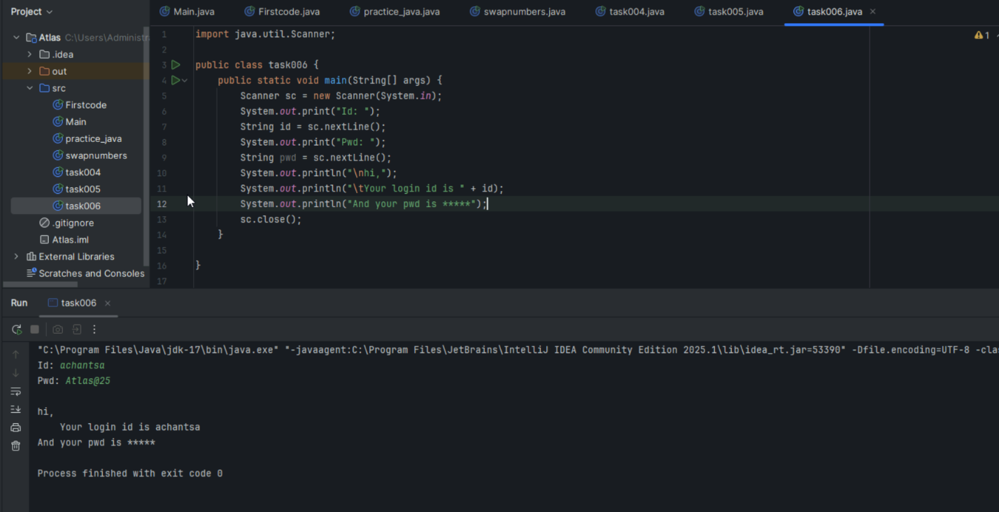 Project
Main.java Firstcode.java practice_java.java swapnumbers.java task004.java task005.java task006.java
Atlas C:\Users\Administr
.idea
out
src
Firstcode
Main
practice_java
swapnumbers
task004
task005
task006
.gitignore
Atlas.iml
External Libraries
Scratches and Consoles
1
1 import java.util.Scanner;
2
3 public class task006 {
4     public static void main(String[] args) {
5         Scanner sc = new Scanner(System.in);
6         System.out.print("Id: ");
7         String id = sc.nextLine();
8         System.out.print("Pwd: ");
9         String pwd = sc.nextLine();
10         System.out.println("\nhi,");
11         System.out.println("\tYour login id is " + id);
12         System.out.println("And your pwd is *****");
13         sc.close();
14     }
15
16 }
17
Run task006
"C:\Program Files\Java\jdk-17\bin\java.exe" "-javaagent:C:\Program Files\JetBrains\IntelliJ IDEA Community Edition 2025.1\lib\idea_rt.jar=53390" -Dfile.encoding=UTF-8 -clas
Id: achantsa
Pwd: Atlas@25
hi,
    Your login id is achantsa
And your pwd is *****
Process finished with exit code 0